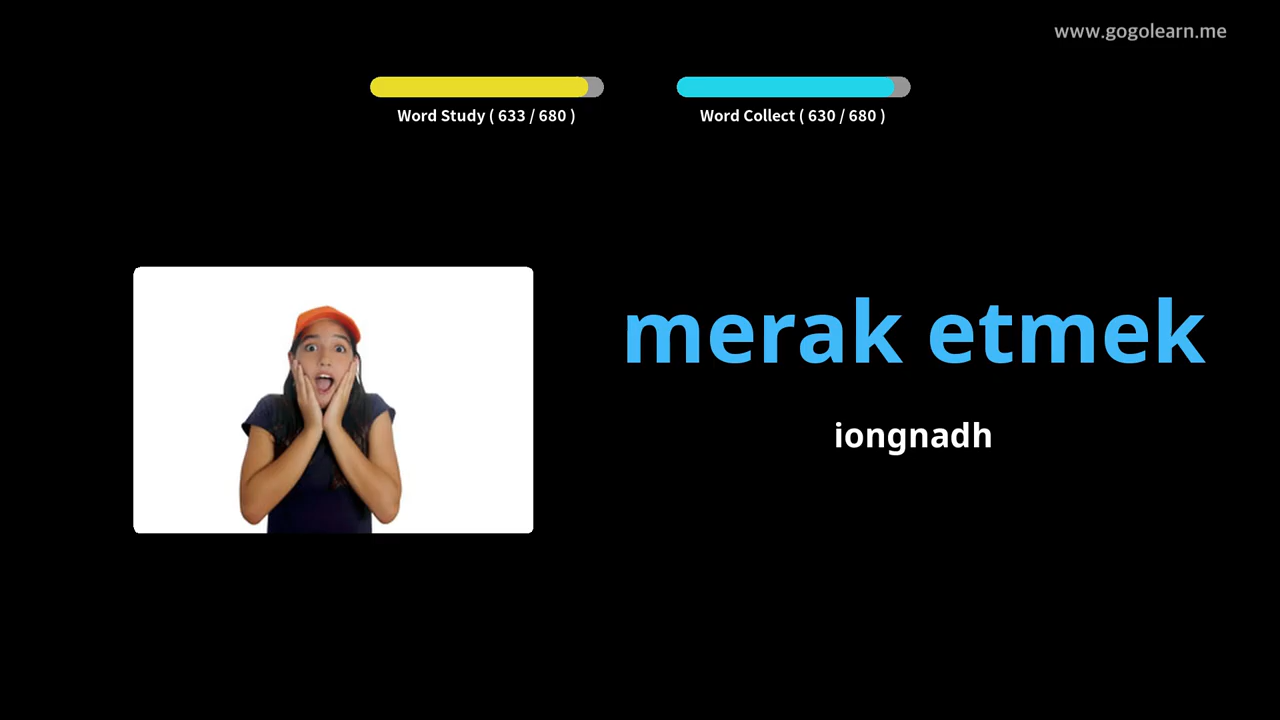 www.gogolearn.me
Word Study ( 633 / 680 )
Word Collect ( 630 / 680 )
merak etmek
iongnadh